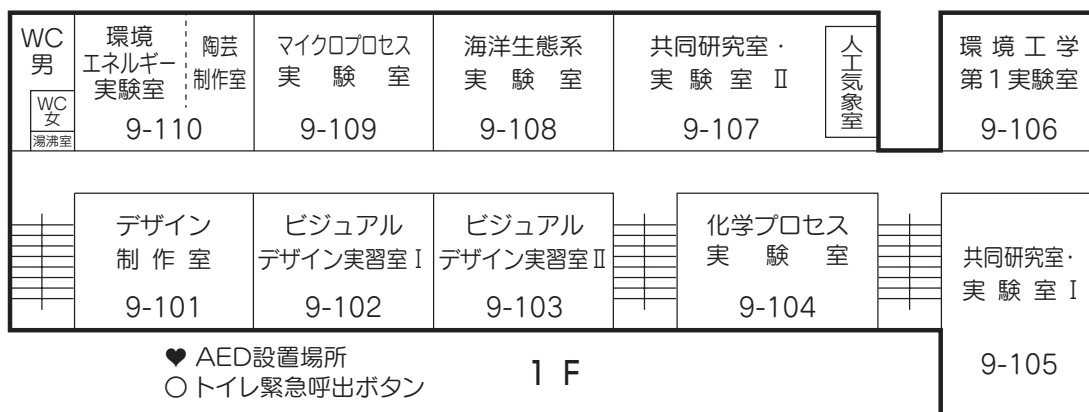 WC
男
WC
女
湯沸室
環境
エネルギー
実験室
陶芸
制作室
9-110
マイクロプロセス
実験室
9-109
海洋生態系
実験室
9-108
共同研究室・
実験室Ⅱ
9-107
人工気象室
環境工学
第1実験室
9-106
デザイン
制作室
9-101
ビジュアル
デザイン実習室Ⅰ
9-102
ビジュアル
デザイン実習室Ⅱ
9-103
化学プロセス
実験室
9-104
共同研究室・
実験室Ⅰ
9-105
♥ AED設置場所
○ トイレ緊急呼出ボタン
1 F